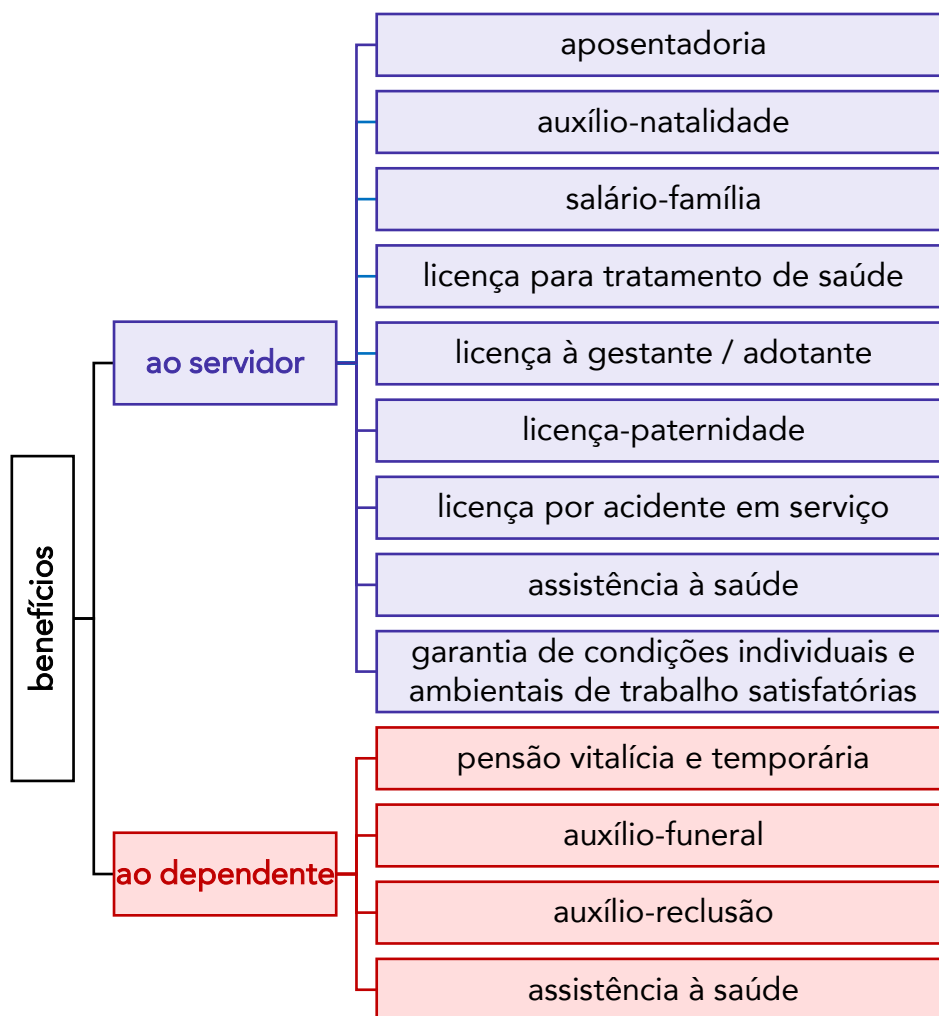 benefícios
ao servidor
aposentadoria
auxílio-natalidade
salário-família
licença para tratamento de saúde
licença à gestante / adotante
licença-paternidade
licença por acidente em serviço
assistência à saúde
garantia de condições individuais e
ambientais de trabalho satisfatórias
ao dependente
pensão vitalícia e temporária
auxílio-funeral
auxílio-reclusão
assistência à saúde